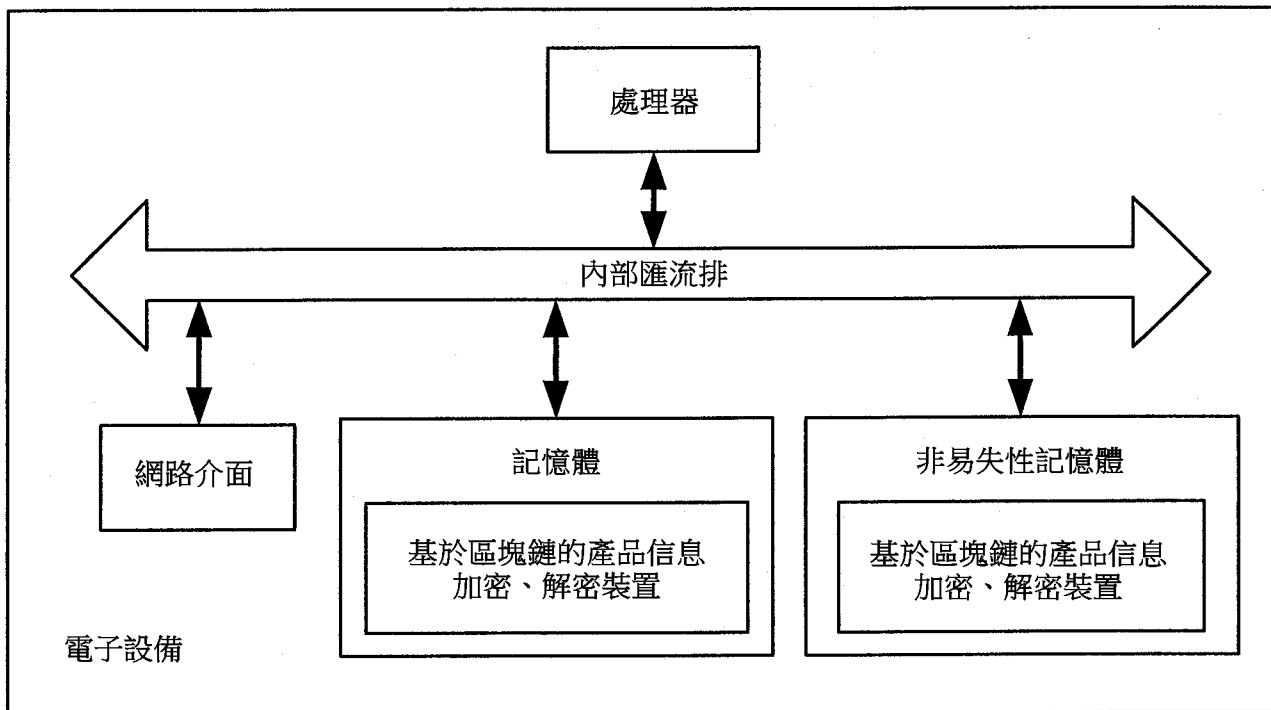 處理器
內部匯流排
網路介面
記憶體
基於區塊鏈的產品信息
加密、解密裝置
非易失性記憶體
基於區塊鏈的產品信息
加密、解密裝置
電子設備